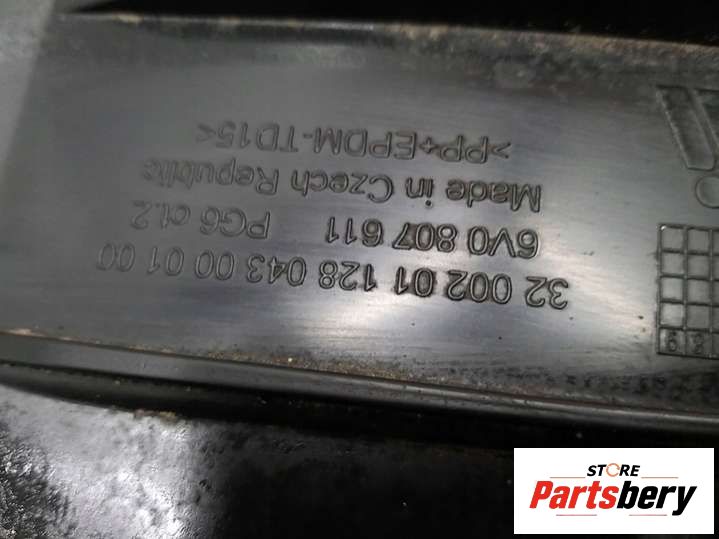 32 002 01 128 043 00 01 00
6V0 807 611 PG6 ct.2
Made in Czech Republic
>PP+EPDM-TD15<
STORE
Partsbery